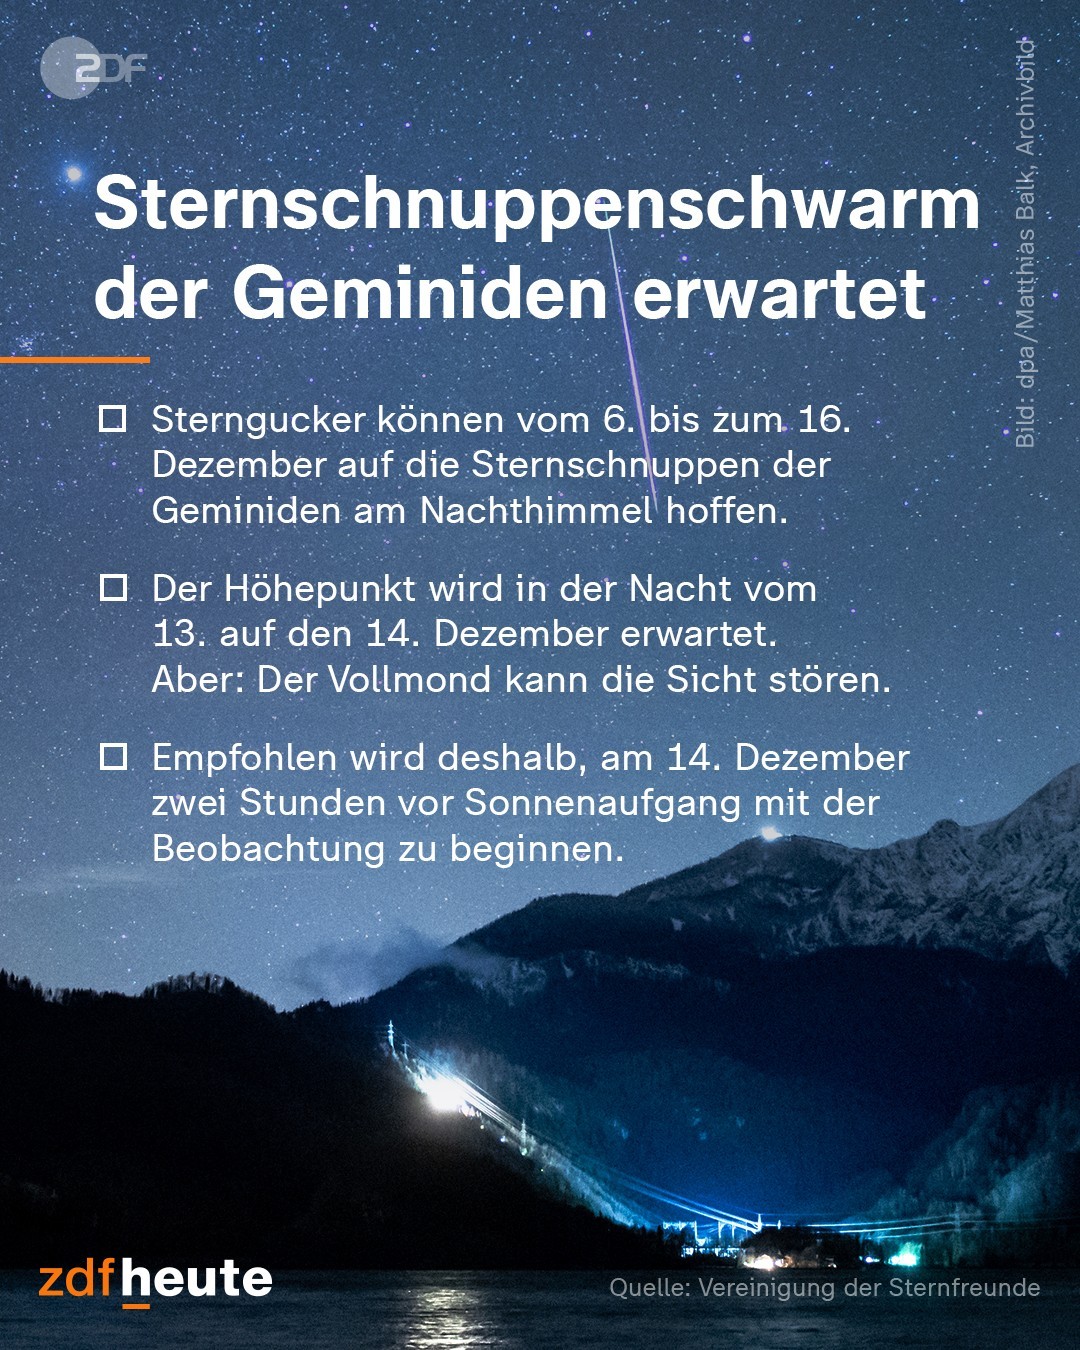 ZDF
Bild: dpa/Matthias Balk, Archivbild
Sternschnuppenschwarm
der Geminiden erwartet
Sterngucker können vom 6. bis zum 16.
Dezember auf die Sternschnuppen der
Geminiden am Nachthimmel hoffen.
Der Höhepunkt wird in der Nacht vom
13. auf den 14. Dezember erwartet.
Aber: Der Vollmond kann die Sicht stören.
Empfohlen wird deshalb, am 14. Dezember
zwei Stunden vor Sonnenaufgang mit der
Beobachtung zu beginnen.
zdfheute
Quelle: Vereinigung der Sternfreunde